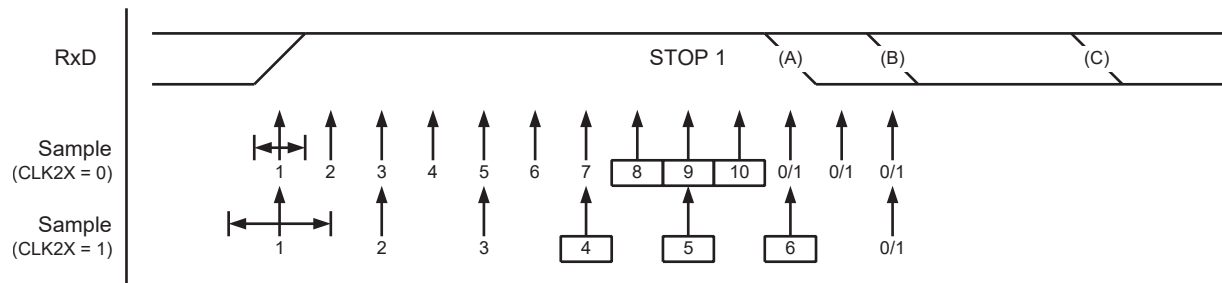 RxD STOP 1 (A) (B) (C)
Sample
(CLK2X = 0)
1 2 3 4 5 6 7 8 9 10 0/1 0/1 0/1
Sample
(CLK2X = 1)
1 2 3 4 5 6 0/1